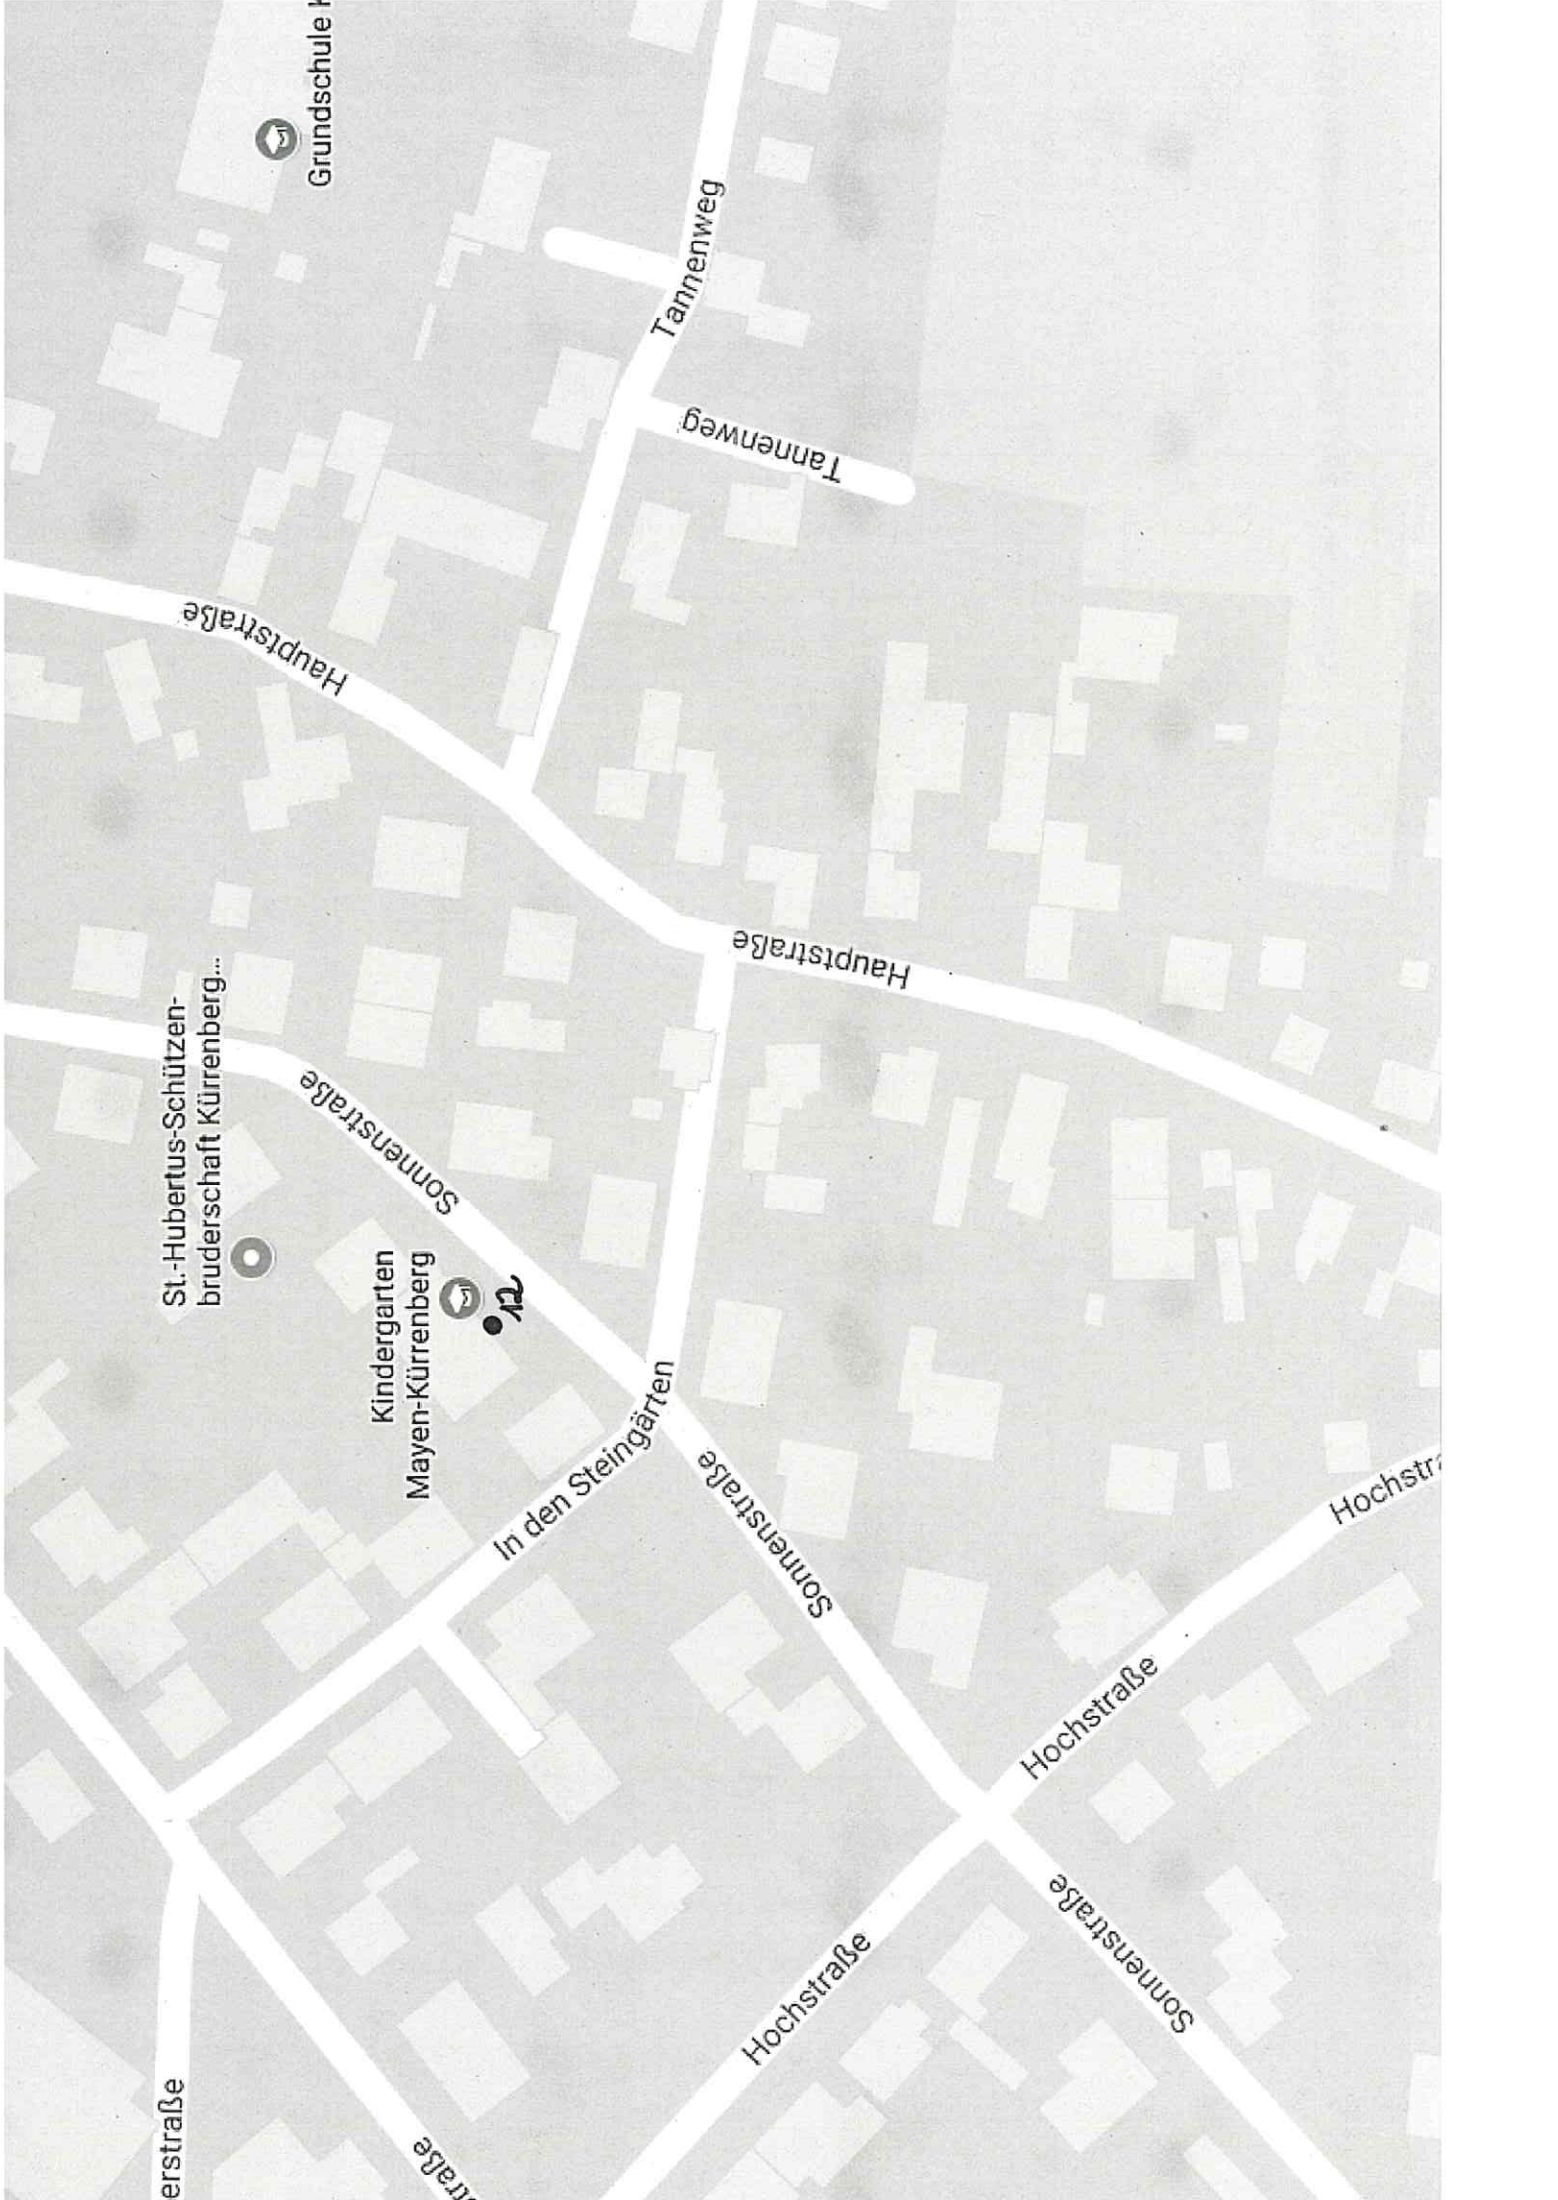 Grundschule
Tannenweg
Tannenweg
Hauptstraße
Hauptstraße
St.-Hubertus-Schützen-
bruderschaft Kürrenberg...
Sonnenstraße
Kindergarten
Mayen-Kürrenberg
12
In den Steingärten
Sonnenstraße
Hochstra
Hochstraße
Hochstraße
Sonnenstraße
erstraße
traße